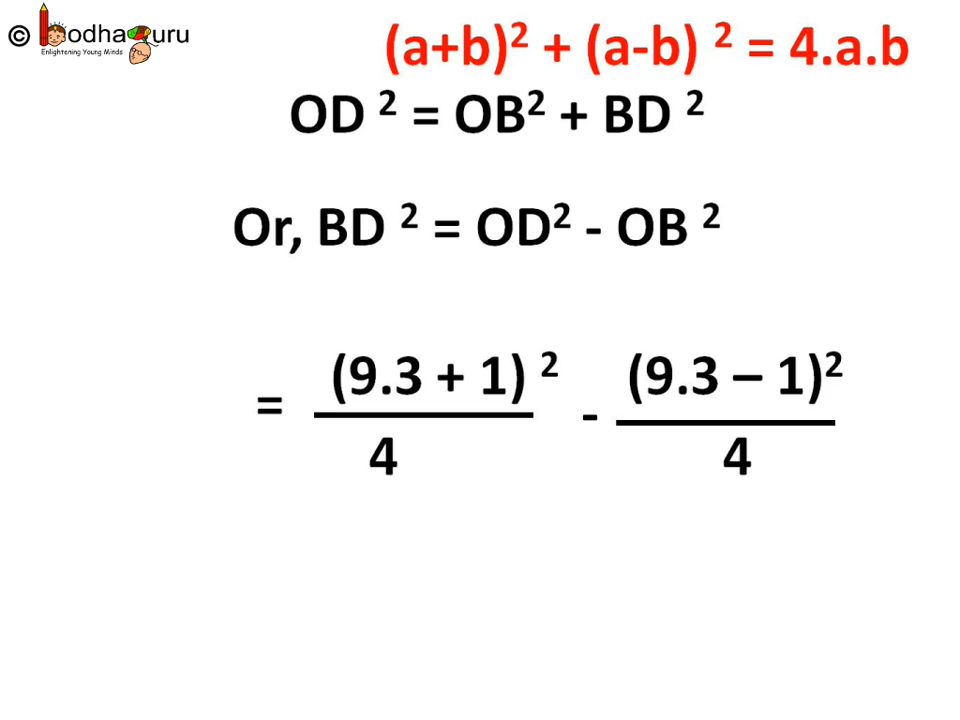 © BodhaGuru
Enlightening Young Minds
(a+b)² + (a-b) ² = 4.a.b
OD ² = OB² + BD ²
Or, BD ² = OD² - OB ²
= (9.3 + 1) ² / 4 - (9.3 – 1)² / 4